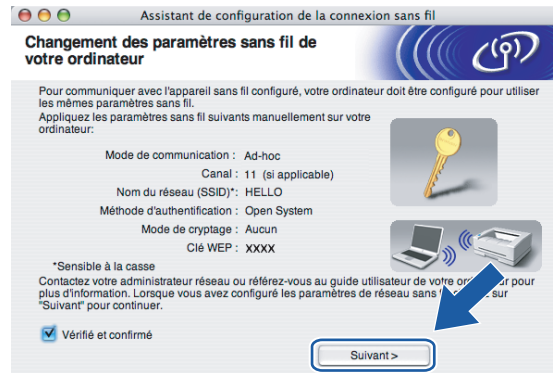 Assistant de configuration de la connexion sans fil
Changement des paramètres sans fil de
votre ordinateur
Pour communiquer avec l'appareil sans fil configuré, votre ordinateur doit être configuré pour utiliser
les mêmes paramètres sans fil.
Appliquez les paramètres sans fil suivants manuellement sur votre
ordinateur:
Mode de communication : Ad-hoc
Canal : 11 (si applicable)
Nom du réseau (SSID)*: HELLO
Méthode d'authentification : Open System
Mode de cryptage : Aucun
Clé WEP : XXXX
*Sensible à la casse
Contactez votre administrateur réseau ou référez-vous au guide utilisateur de votre pour
plus d'information. Lorsque vous avez configuré les paramètres de réseau sans sur
"Suivant" pour continuer.
Vérifié et confirmé
Suivant >